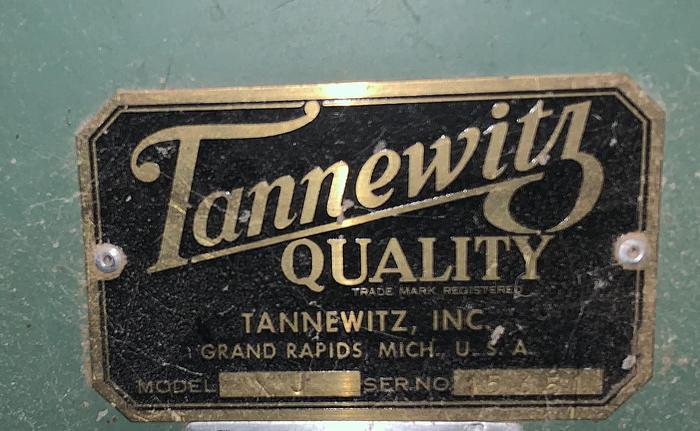 Tannewitz
QUALITY
TRADE MARK REGISTERED
TANNEWITZ, INC.
GRAND RAPIDS, MICH., U. S. A.
MODEL J SER.NO.